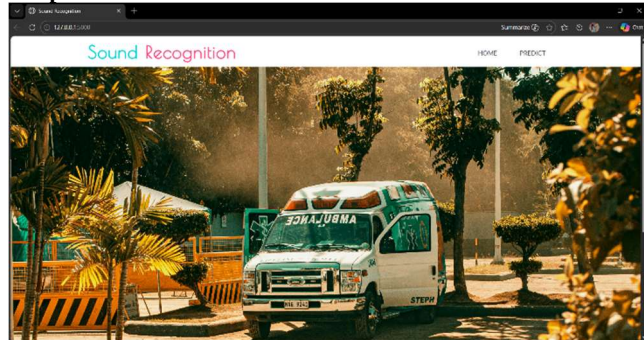 Sound Recognition
127.0.0.1:5000
Summarize
Sound Recognition
HOME PREDICT
AMBULANCE
STEPH